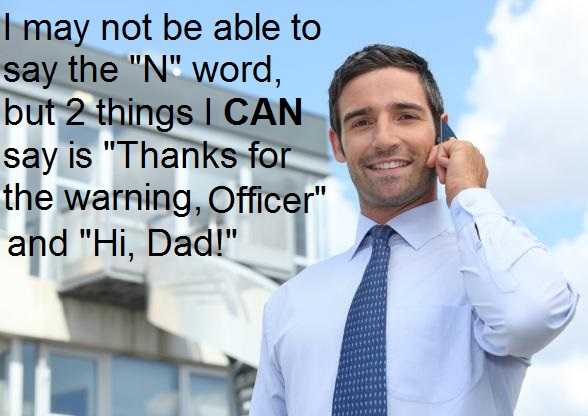 I may not be able to
say the "N" word,
but 2 things I CAN
say is "Thanks for
the warning, Officer"
and "Hi, Dad!"